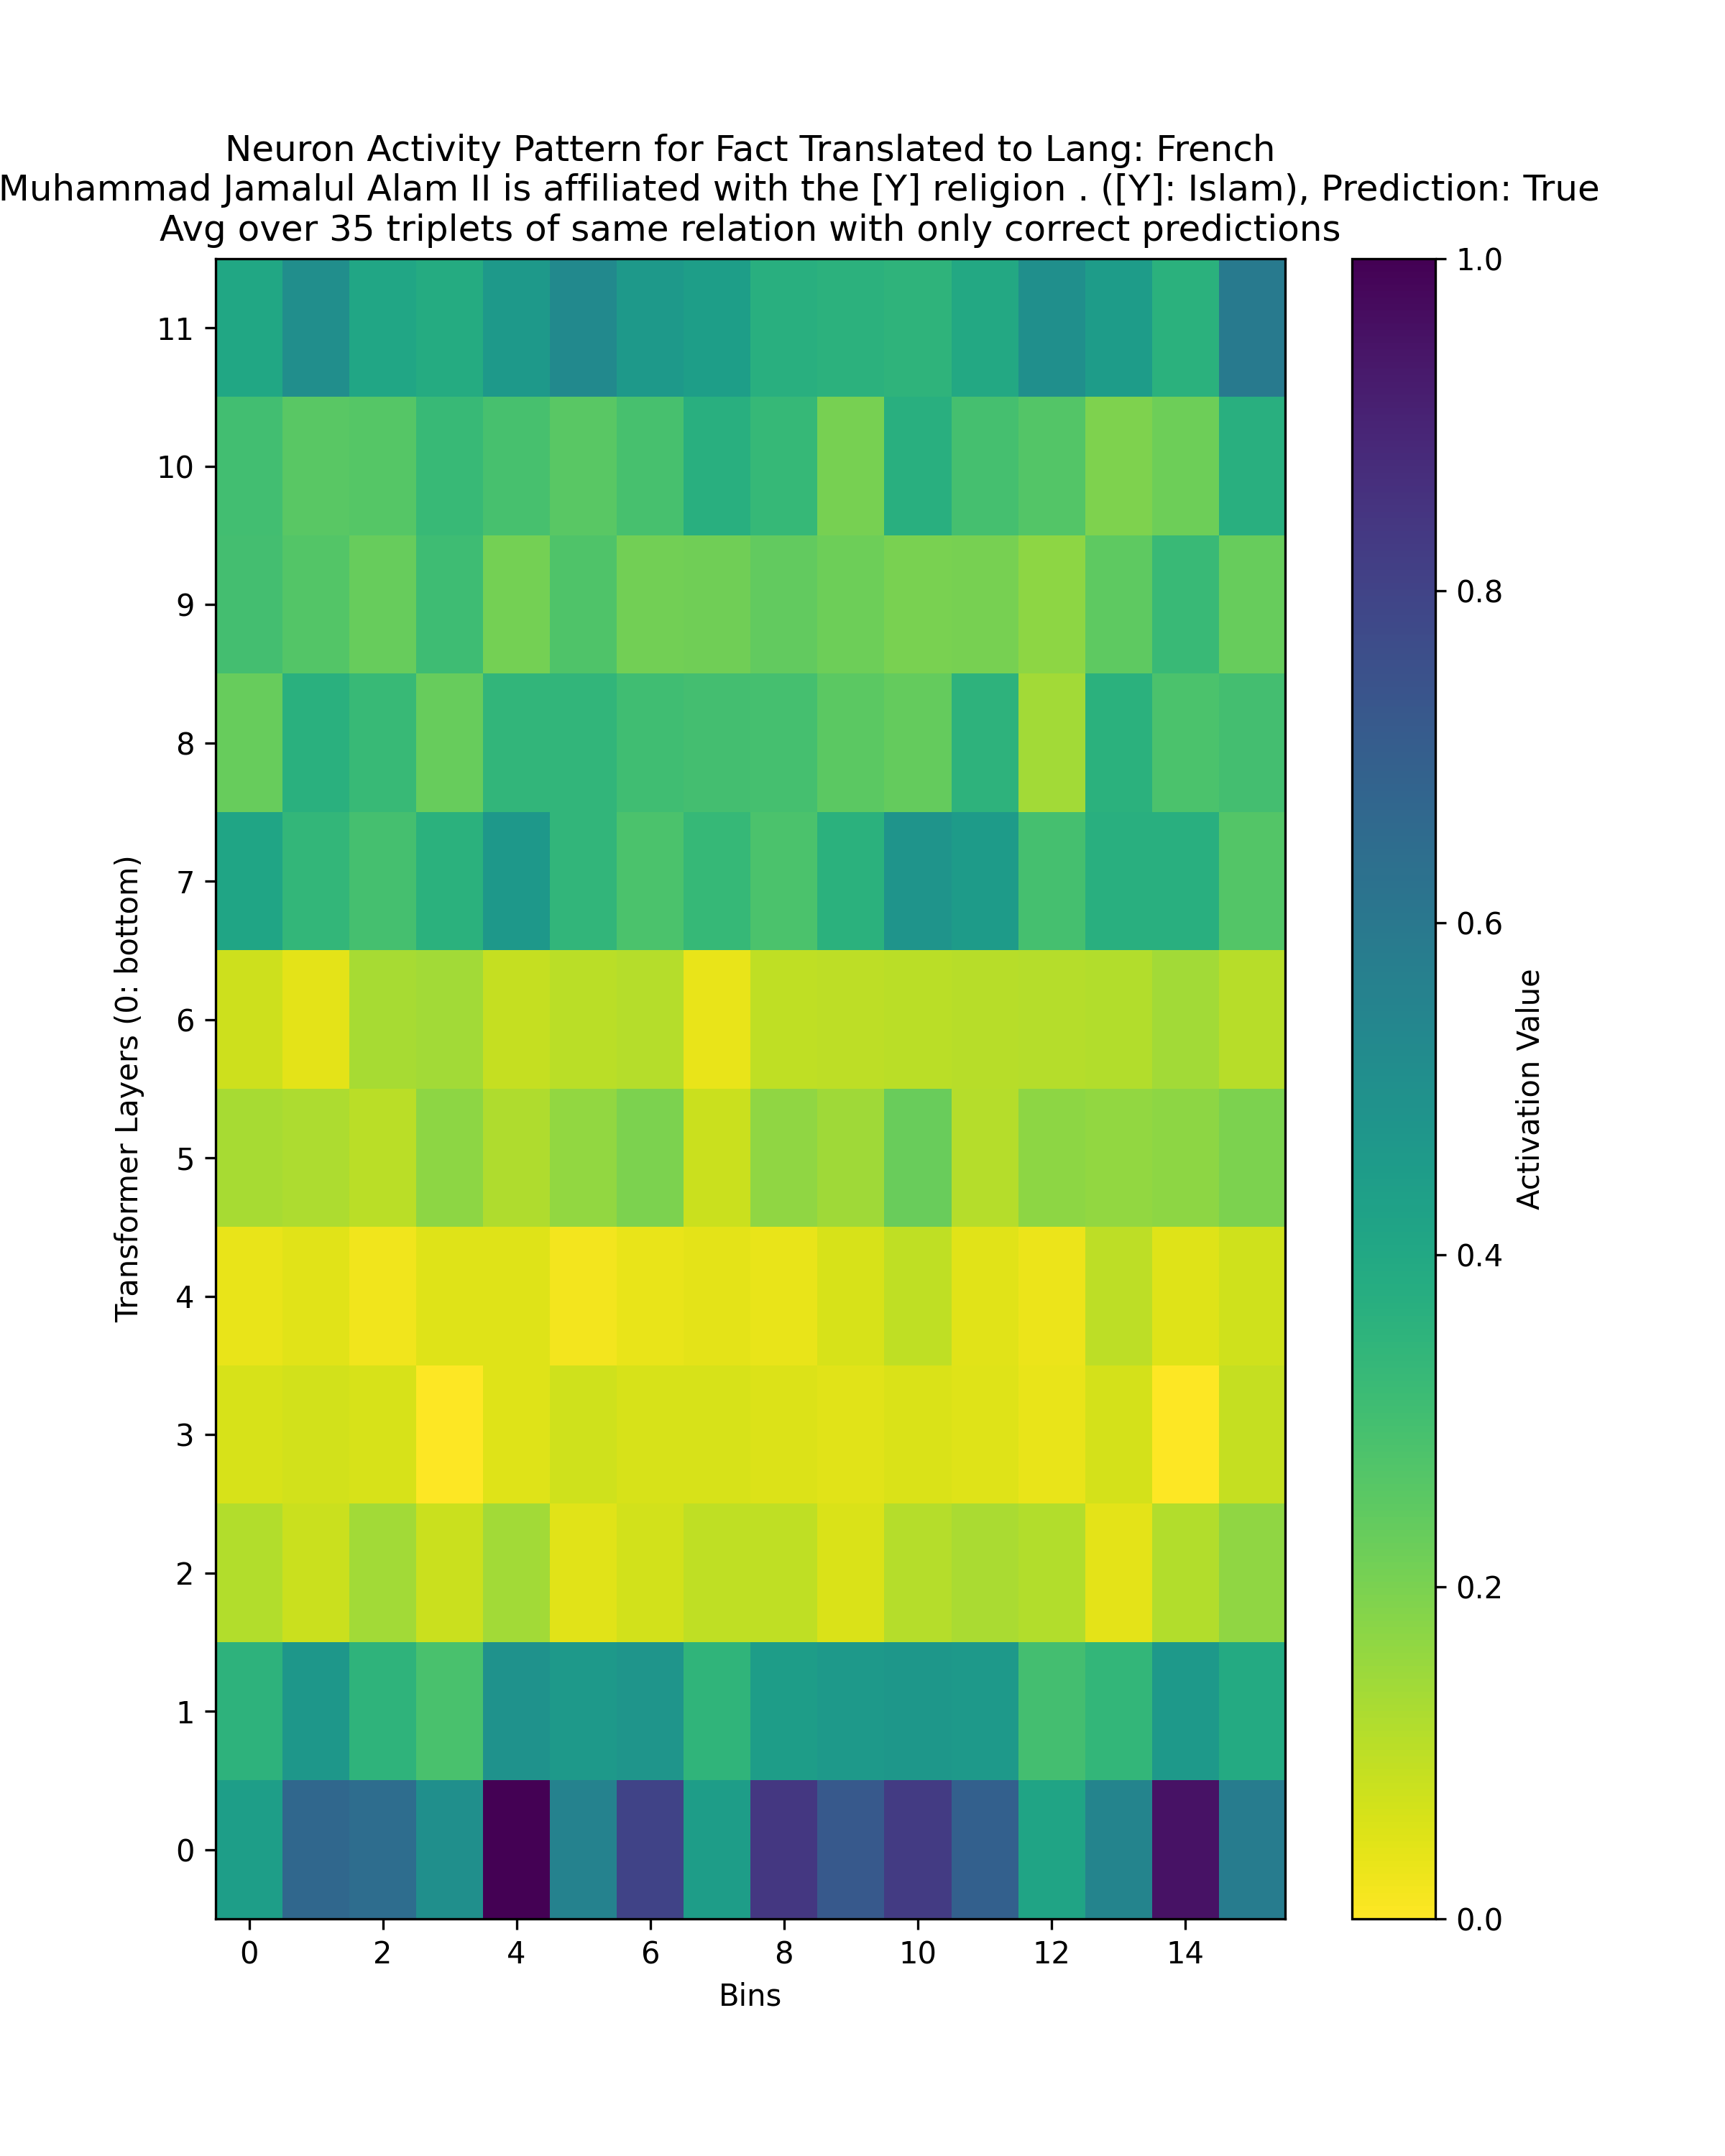 Neuron Activity Pattern for Fact Translated to Lang: French
Muhammad Jamalul Alam II is affiliated with the [Y] religion . ([Y]: Islam), Prediction: True
Avg over 35 triplets of same relation with only correct predictions
11
10
9
8
7
6
5
4
3
2
1
0
Transformer Layers (0: bottom)
0 2 4 6 8 10 12 14
Bins
1.0
0.8
0.6
0.4
0.2
0.0
Activation Value